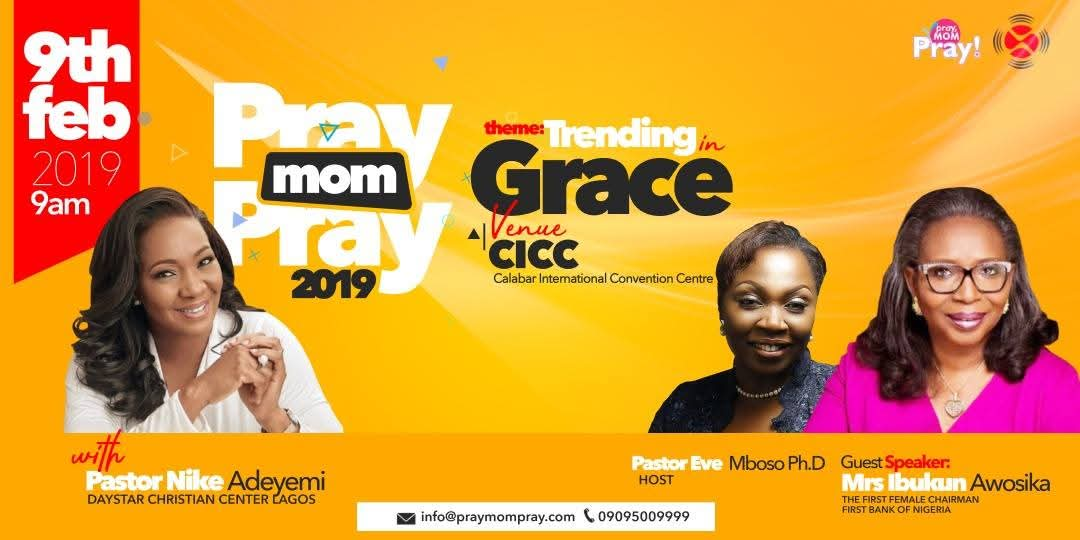 9th
feb
2019
9am
Pray
mom
Pray
2019
theme: Trending in
Grace
Venue
CICC
Calabar International Convention Centre
pray,
MOM
Pray!
with
Pastor Nike Adeyemi
DAYSTAR CHRISTIAN CENTER LAGOS
Pastor Eve Mboso Ph.D
HOST
Guest Speaker:
Mrs Ibukun Awosika
THE FIRST FEMALE CHAIRMAN
FIRST BANK OF NIGERIA
info@praymompray.com 09095009999